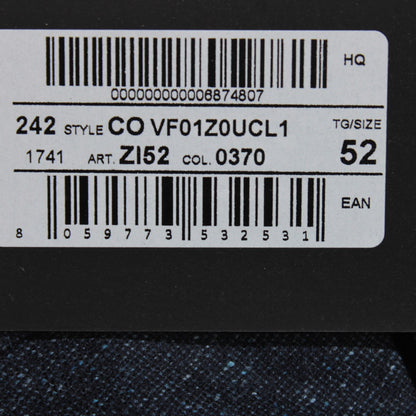 HQ
000000000006874807
242 STYLE CO VF01Z0UCL1 TG/SIZE
1741 ART. ZI52 COL. 0370 52
EAN
8 059773 532531